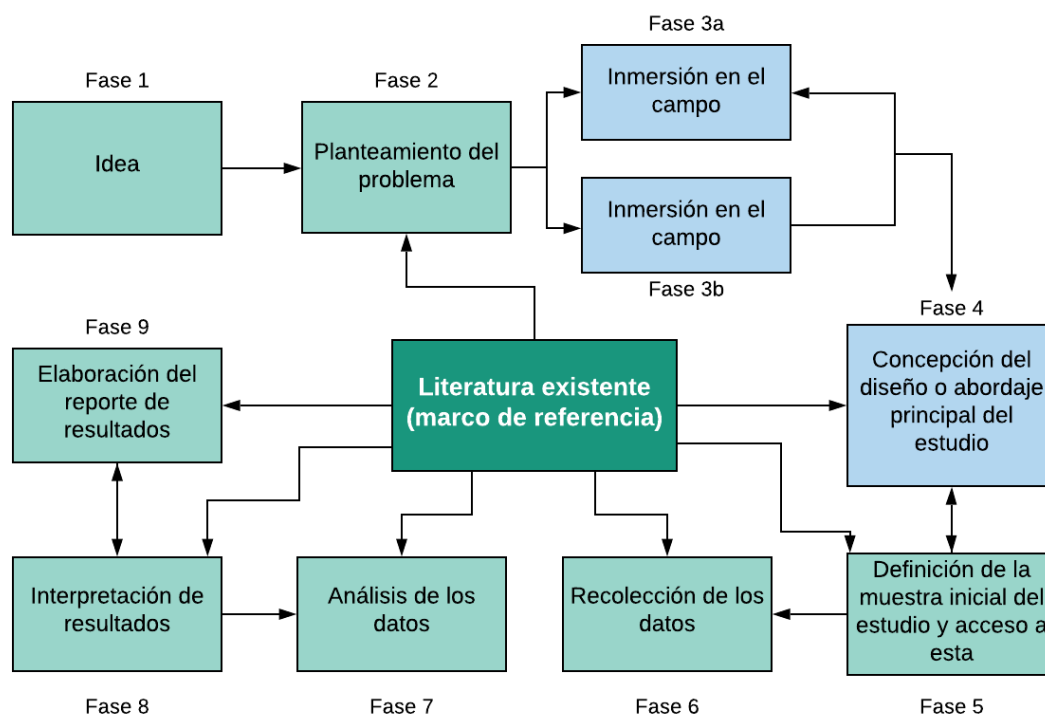 Fase 1
Idea
Fase 2
Planteamiento del
problema
Fase 3a
Inmersión en el
campo
Inmersión en el
campo
Fase 3b
Fase 4
Concepción del
diseño o abordaje
principal del
estudio
Fase 9
Elaboración del
reporte de
resultados
Literatura existente
(marco de referencia)
Interpretación de
resultados
Fase 8
Análisis de los
datos
Fase 7
Recolección de los
datos
Fase 6
Definición de la
muestra inicial del
estudio y acceso a
esta
Fase 5